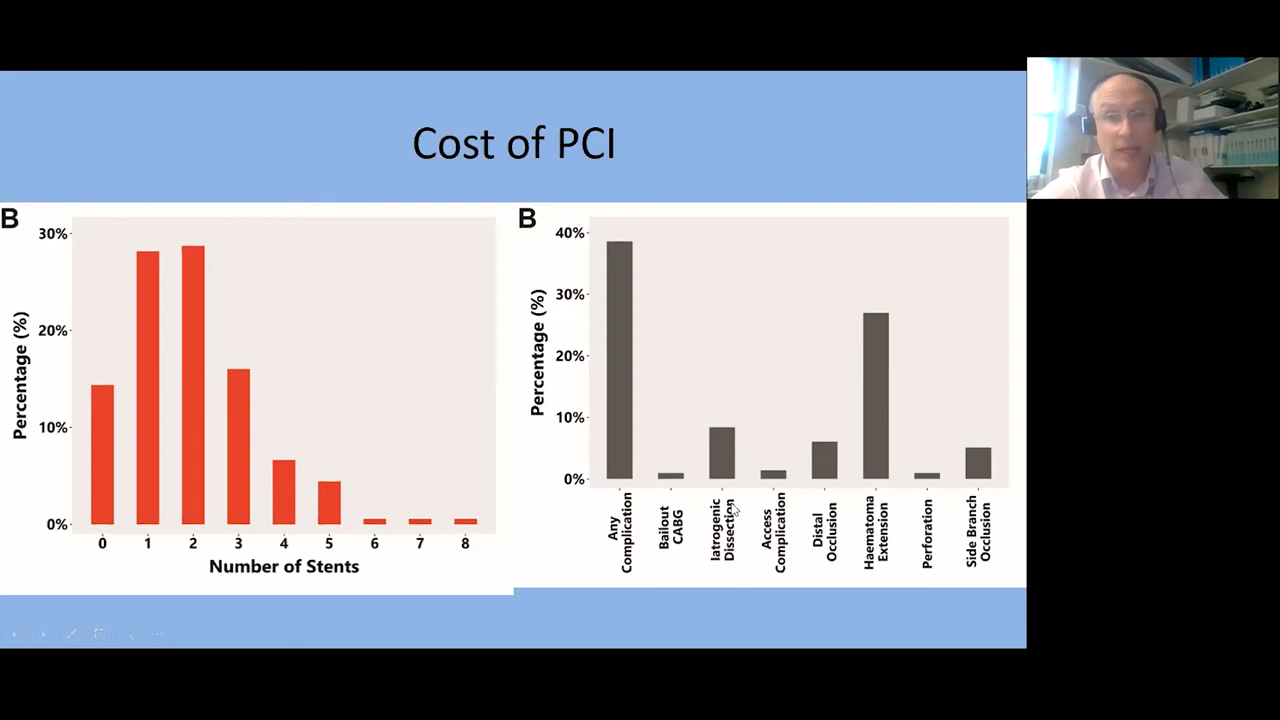 Cost of PCI
B
30%
20%
10%
0%
Percentage (%)
0 1 2 3 4 5 6 7 8
Number of Stents
B
40%
30%
20%
10%
0%
Percentage (%)
Any
Complication
Bailout
CABG
Iatrogenic
Dissection
Access
Complication
Distal
Occlusion
Haematoma
Extension
Perforation
Side Branch
Occlusion